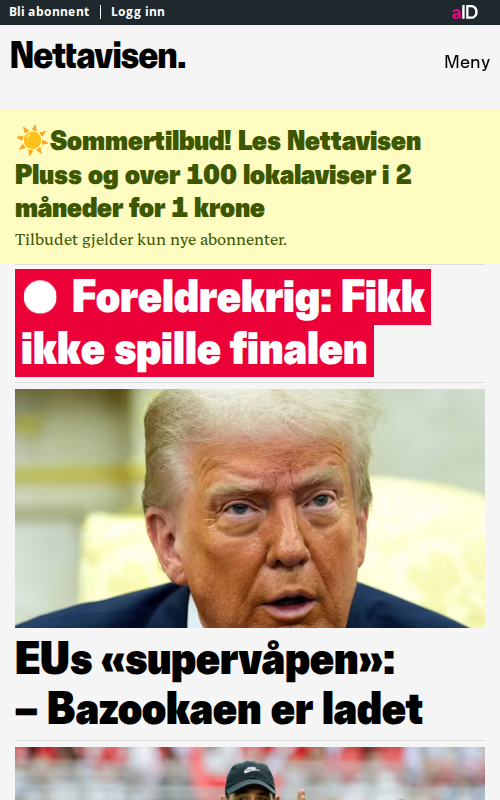 Bli abonnent | Logg inn
aID
Nettavisen.
Meny
☀️Sommertilbud! Les Nettavisen
Pluss og over 100 lokalaviser i 2
måneder for 1 krone
Tilbudet gjelder kun nye abonnenter.
Foreldrekrig: Fikk
ikke spille finalen
EUs «supervåpen»:
– Bazookaen er ladet